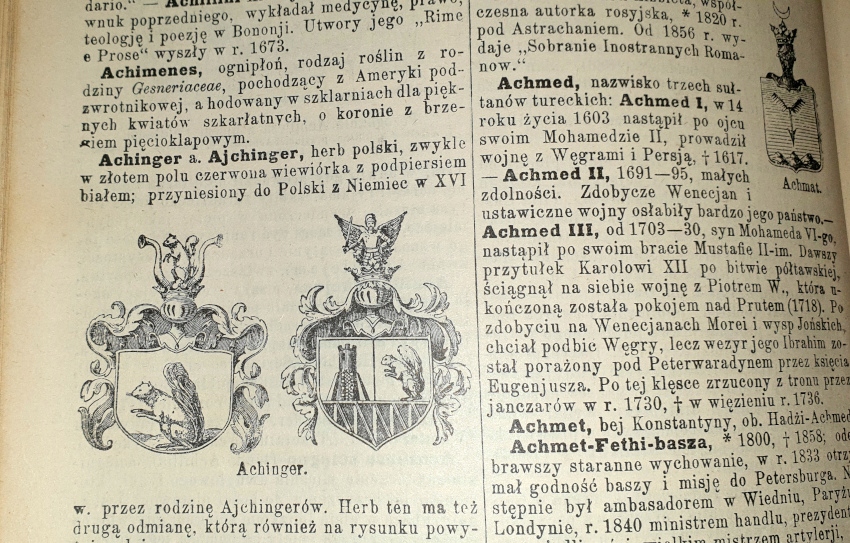 dario." — Achillini
wnuk poprzedniego, wykładał medycynę, prawo,
teologję i poezję w Bononji. Utwory jego „Rime
e Prose" wyszły w r. 1673.
Achimenes, ognipłoń, rodzaj roślin z ro-
dziny Gesneriaceae, pochodzący z Ameryki pod-
zwrotnikowej, a hodowany w szklarniach dla pięk-
nych kwiatów szkarłatnych, o koronie z brze-
giem pięcioklapowym.
Achinger a. Ajchinger, herb polski, zwykle
w złotem polu czerwona wiewiórka z podpiersiem
białem; przyniesiony do Polski z Niemiec w XVI
Achinger.
w. przez rodzinę Ajchingerów. Herb ten ma też
drugą odmianę, którą również na rysunku powy-
współ-
czesna autorka rosyjska, * 1820 r.
pod Astrachaniem. Od 1856 r. wy-
daje „Sobranie Inostrannych Roma-
now."
Achmed, nazwisko trzech suł-
tanów tureckich: Achmed I, w 14
roku życia 1603 nastąpił po ojcu
swoim Mohamedzie II, prowadził
wojnę z Węgrami i Persją, † 1617.
— Achmed II, 1691—95, małych
zdolności. Zdobycze Wenecjan i
ustawiczne wojny osłabiły bardzo jego państwo.—
Achmed III, od 1703—30, syn Mohameda VI-go,
nastąpił po swoim bracie Mustafie II-im. Dawszy
przytułek Karolowi XII po bitwie półtawskiej,
ściągnął na siebie wojnę z Piotrem W., która u-
kończoną została pokojem nad Prutem (1718). Po
zdobyciu na Wenecjanach Morei i wysp Jońskich,
chciał podbić Węgry, lecz wezyr jego Ibrahim zo-
stał porażony pod Peterwaradynem przez księcia
Eugenjusza. Po tej klęsce zrzucony z tronu przez
janczarów w r. 1730, † w więzieniu r. 1736.
Achmet, bej Konstantyny, ob. Hadżi-Achmed
Achmet-Fethi-basza, * 1800, † 1858; ode
brawszy staranne wychowanie, w r. 1833 otrzy
mał godność baszy i misję do Petersburga. N
stępnie był ambasadorem w Wiedniu, Paryżu
Londynie, r. 1840 ministrem handlu, prezydent
wielkim mistrzem artylerji,
Achmat.